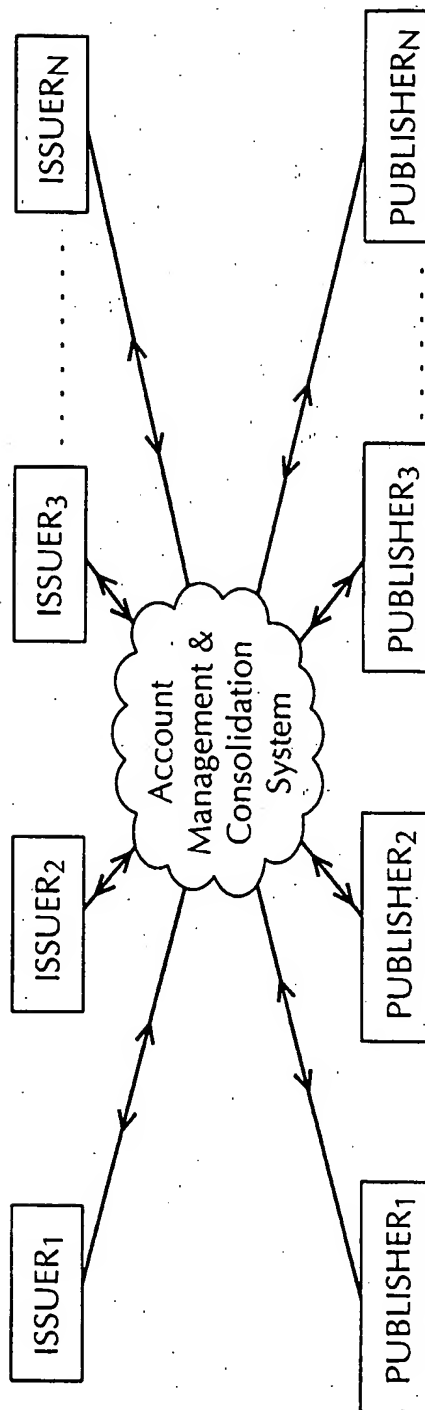 ISSUER1
ISSUER2
ISSUER3
ISSUERN
Account
Management &
Consolidation
System
PUBLISHER1
PUBLISHER2
PUBLISHER3
PUBLISHERN